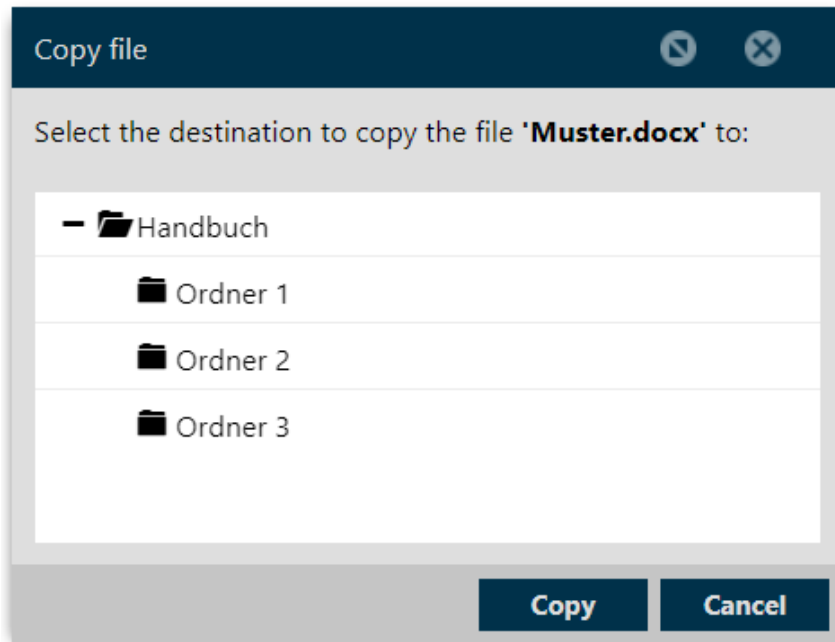 Copy file
Select the destination to copy the file 'Muster.docx' to:
Handbuch
Ordner 1
Ordner 2
Ordner 3
Copy Cancel